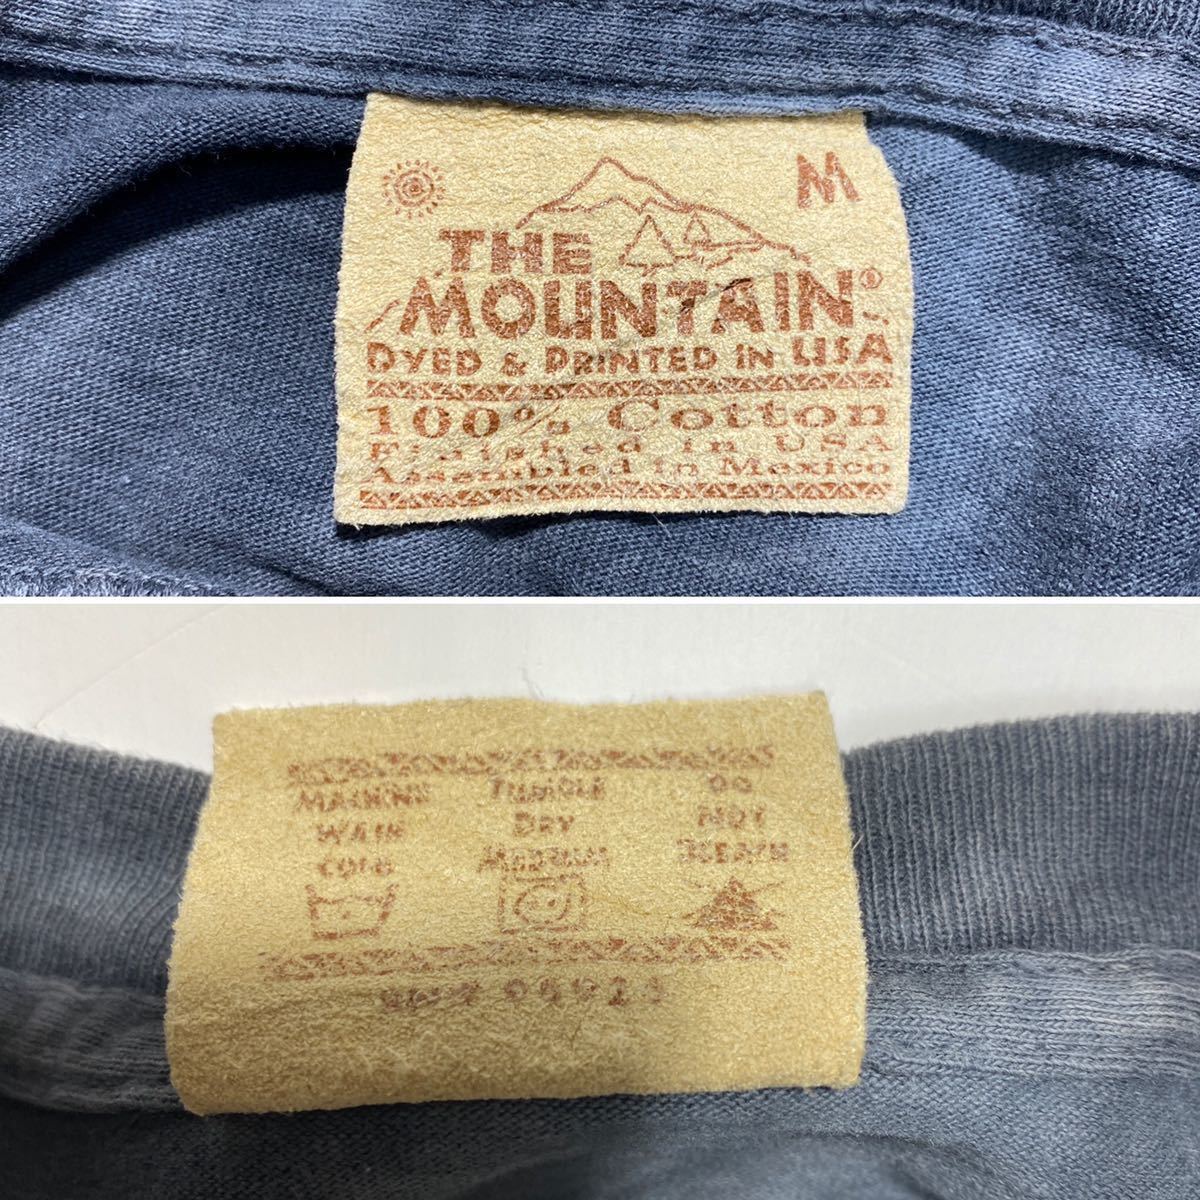 M
THE
MOUNTAIN®
DYED & PRINTED IN USA
100% Cotton
Finished in USA
Assembled in Mexico
MACHINE
WASH
COLD
TUMBLE
DRY
MEDIUM
DO
NOT
BLEACH